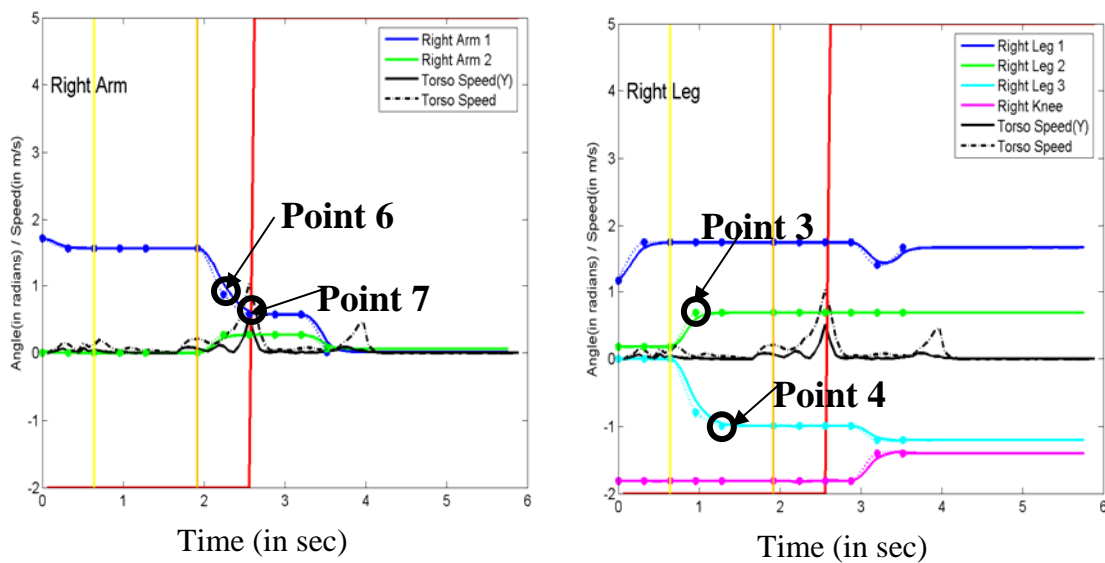 Right Arm
Right Arm 1
Right Arm 2
Torso Speed(Y)
Torso Speed
Angle(in radians) / Speed(in m/s)
5
4
3
2
1
0
-1
-2
0
1
2
3
4
5
6
Point 6
Point 7
Time (in sec)
Right Leg
Right Leg 1
Right Leg 2
Right Leg 3
Right Knee
Torso Speed(Y)
Torso Speed
Angle(in radians) / Speed(in m/s)
5
4
3
2
1
0
-1
-2
0
1
2
3
4
5
6
Point 3
Point 4
Time (in sec)